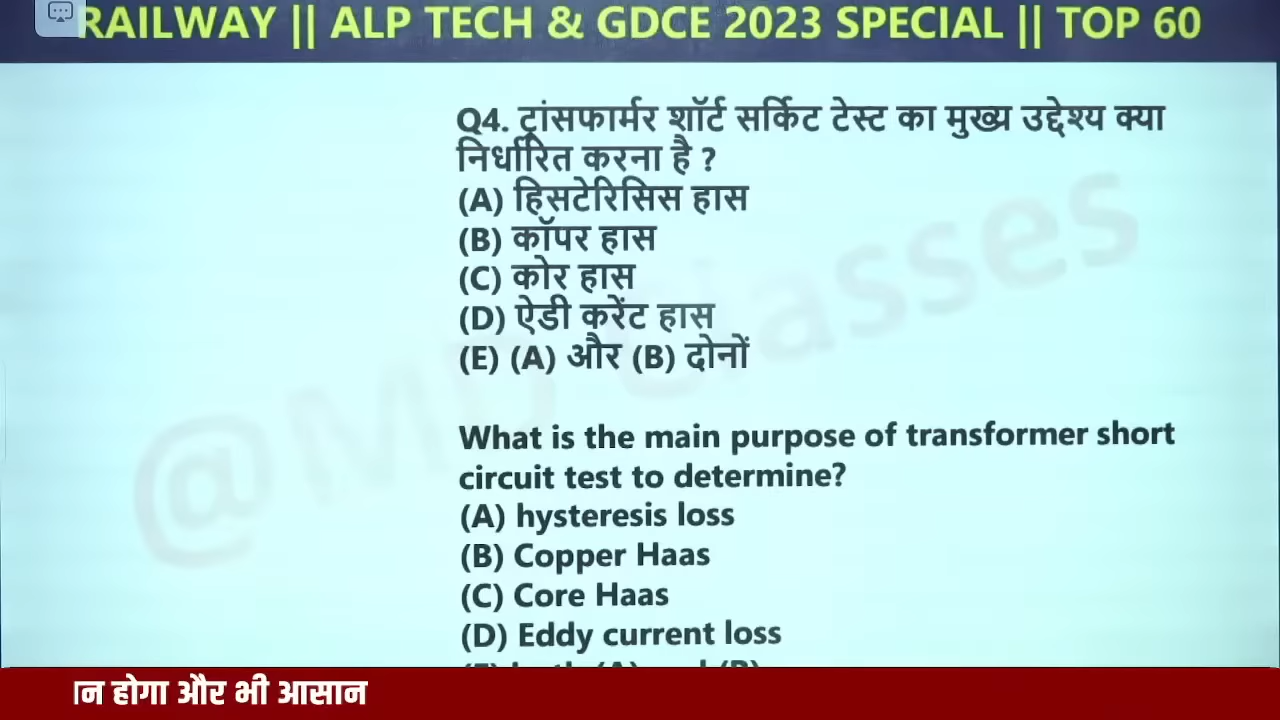 RAILWAY || ALP TECH & GDCE 2023 SPECIAL || TOP 60
Q4. ट्रांसफार्मर शॉर्ट सर्किट टेस्ट का मुख्य उद्देश्य क्या
निर्धारित करना है ?
(A) हिसटेरिसिस हास
(B) कॉपर हास
(C) कोर हास
(D) ऐडी करेंट हास
(E) (A) और (B) दोनों
@MD Classes
What is the main purpose of transformer short
circuit test to determine?
(A) hysteresis loss
(B) Copper Haas
(C) Core Haas
(D) Eddy current loss
होगा और भी आसान